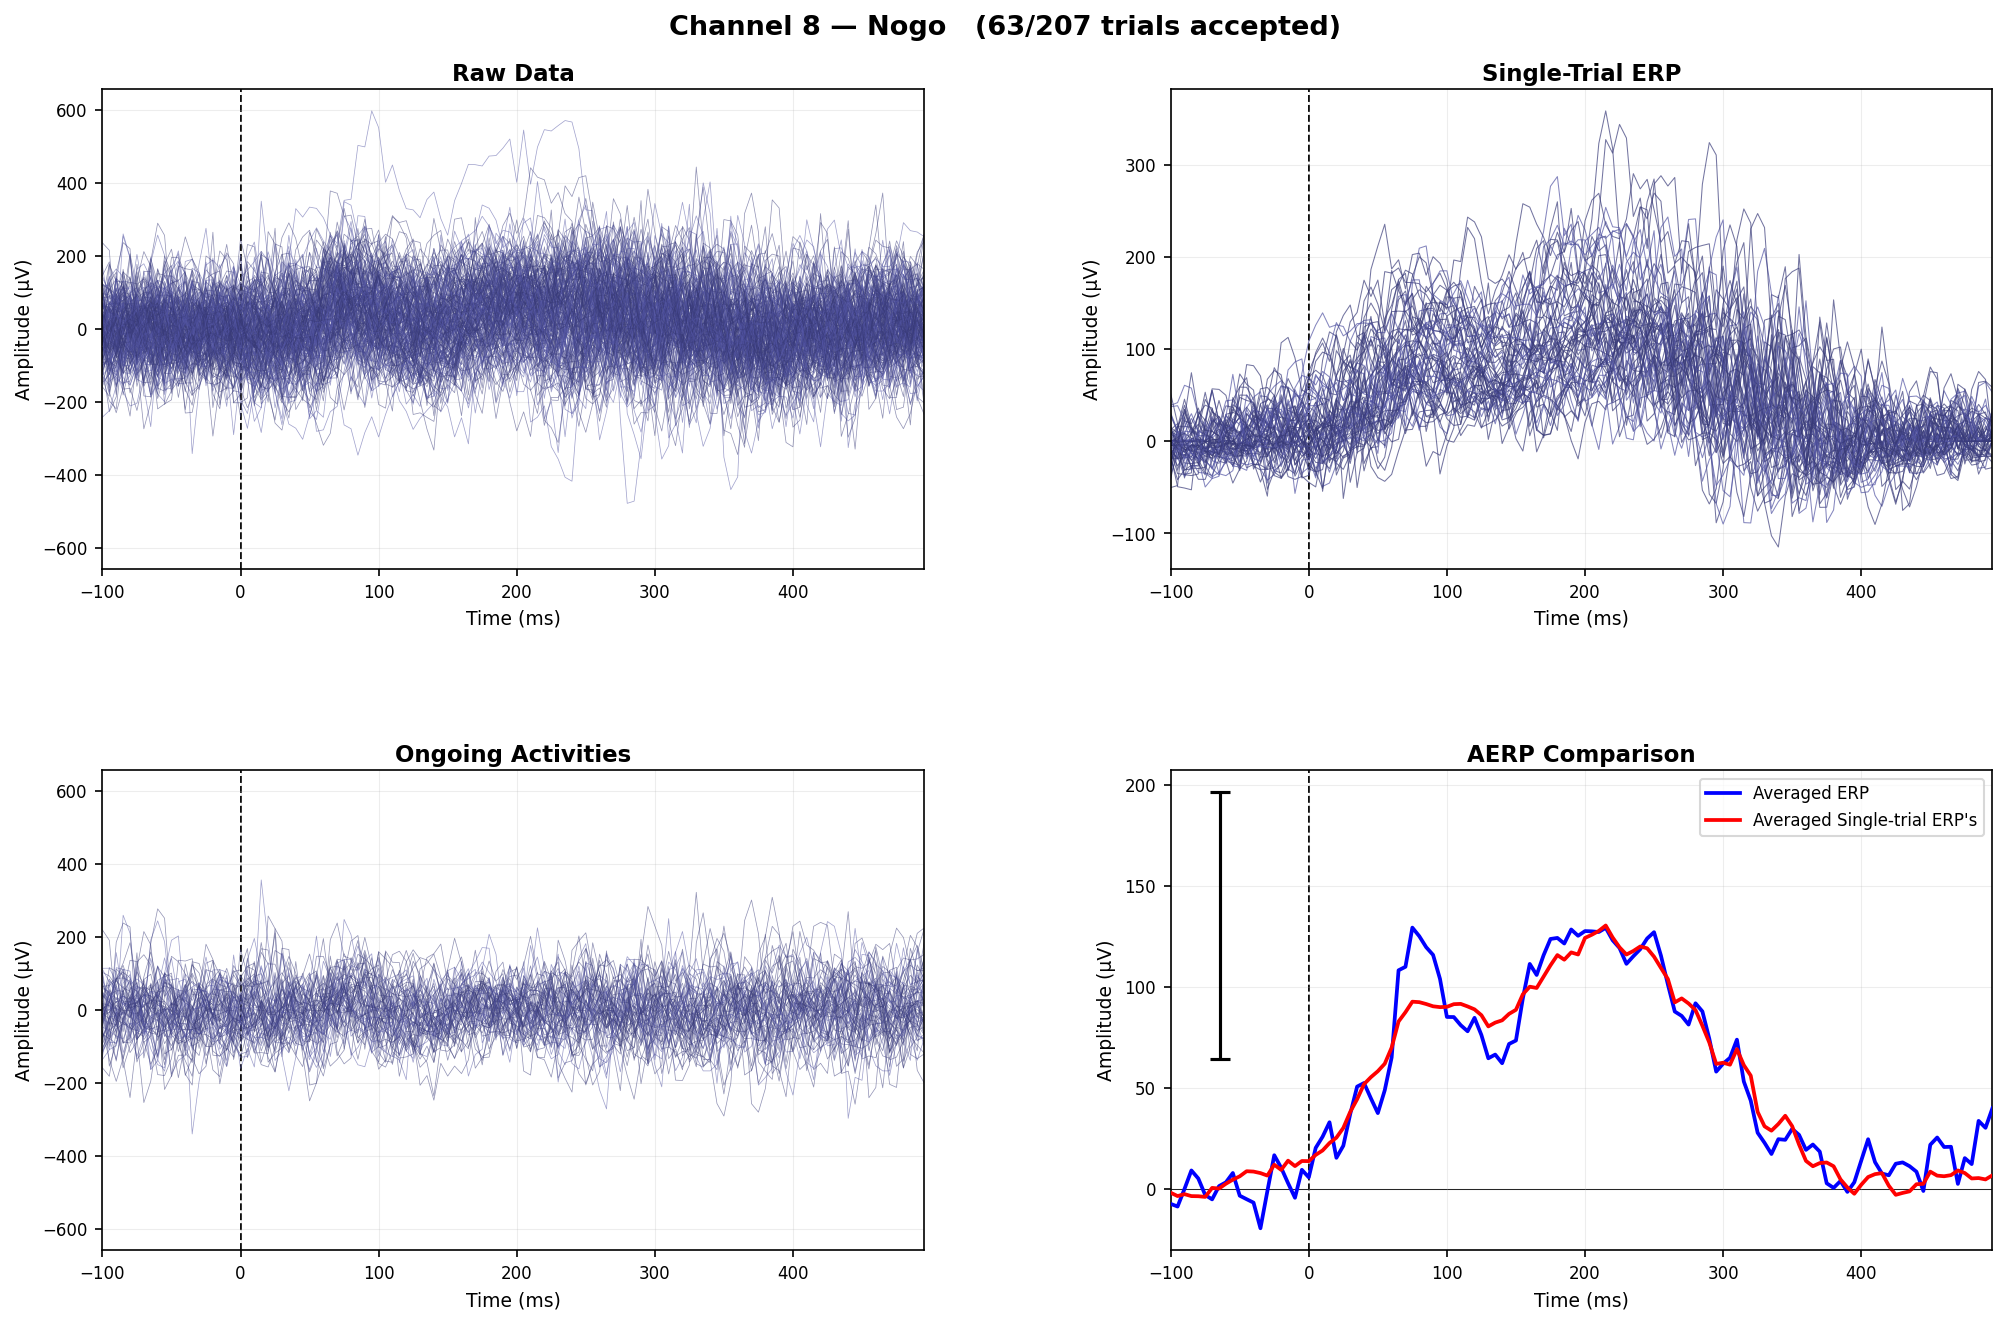 Channel 8 — Nogo   (63/207 trials accepted)
Raw Data
Amplitude (µV)
600
400
200
0
−200
−400
−600
−100 0 100 200 300 400
Time (ms)
Single-Trial ERP
Amplitude (µV)
300
200
100
0
−100
−100 0 100 200 300 400
Time (ms)
Ongoing Activities
Amplitude (µV)
600
400
200
0
−200
−400
−600
−100 0 100 200 300 400
Time (ms)
AERP Comparison
Amplitude (µV)
200
150
100
50
0
Averaged ERP
Averaged Single-trial ERP's
−100 0 100 200 300 400
Time (ms)